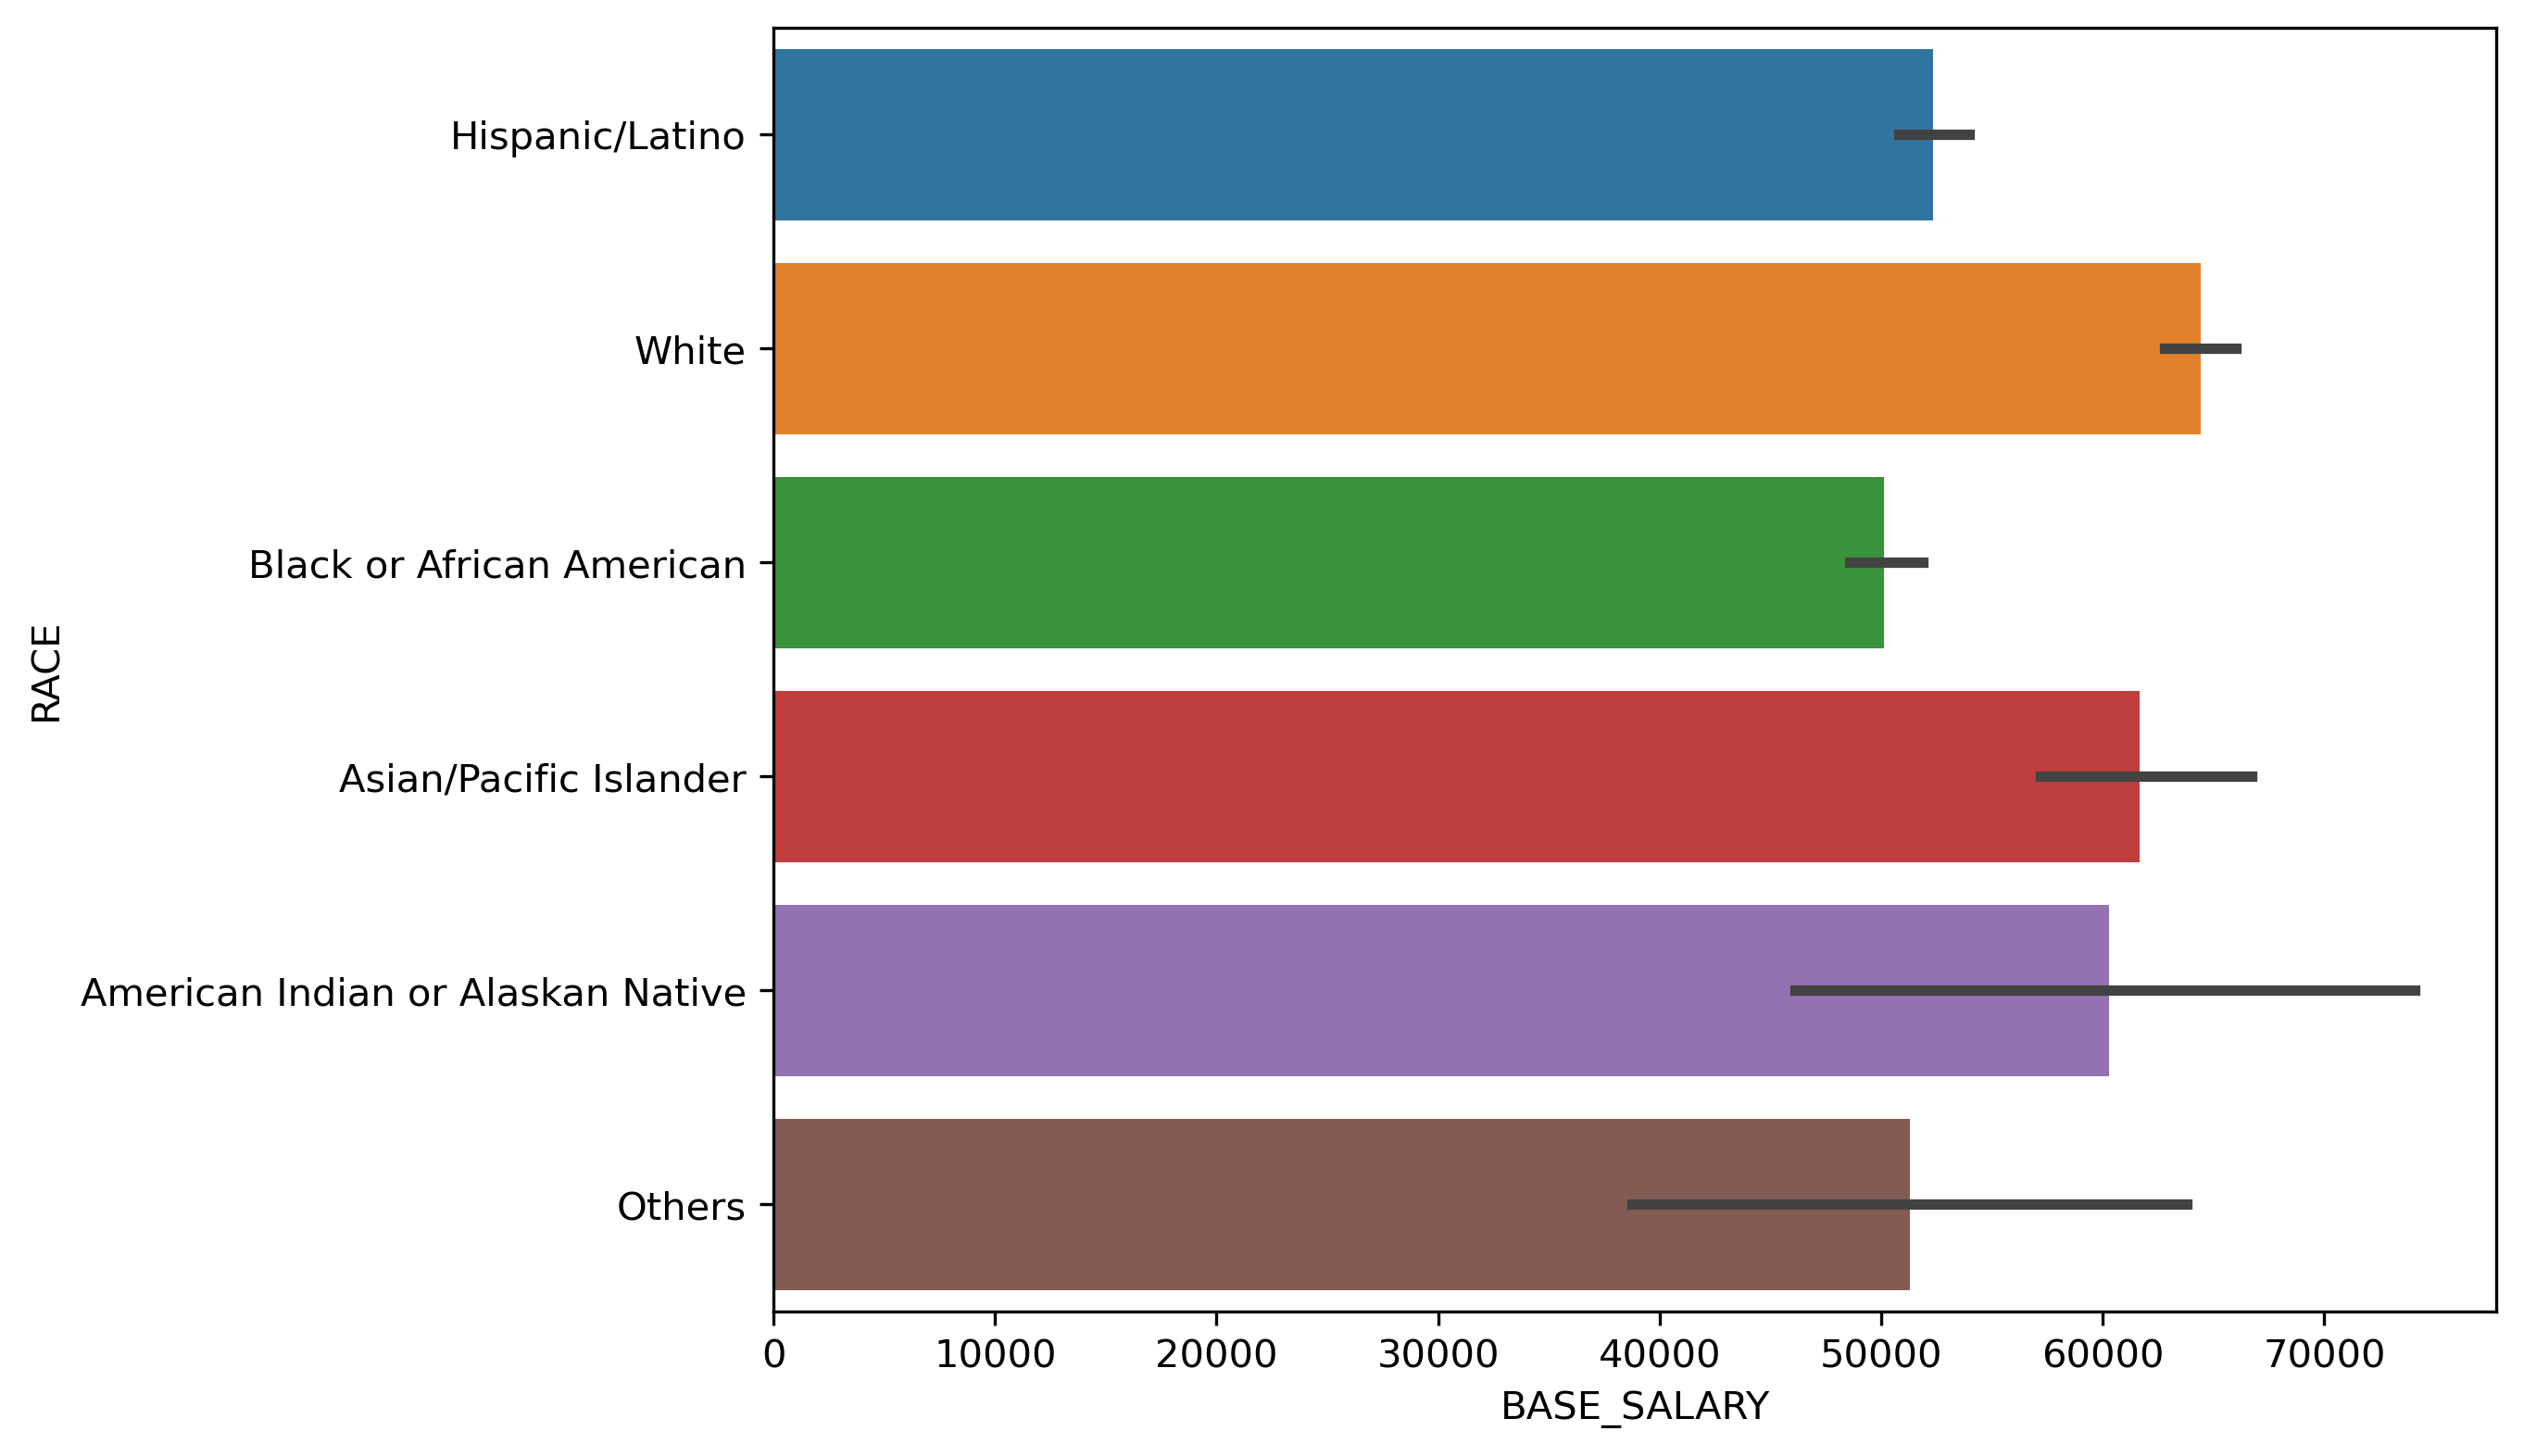 Hispanic/Latino
White
Black or African American
Asian/Pacific Islander
American Indian or Alaskan Native
Others
RACE
0 10000 20000 30000 40000 50000 60000 70000
BASE_SALARY